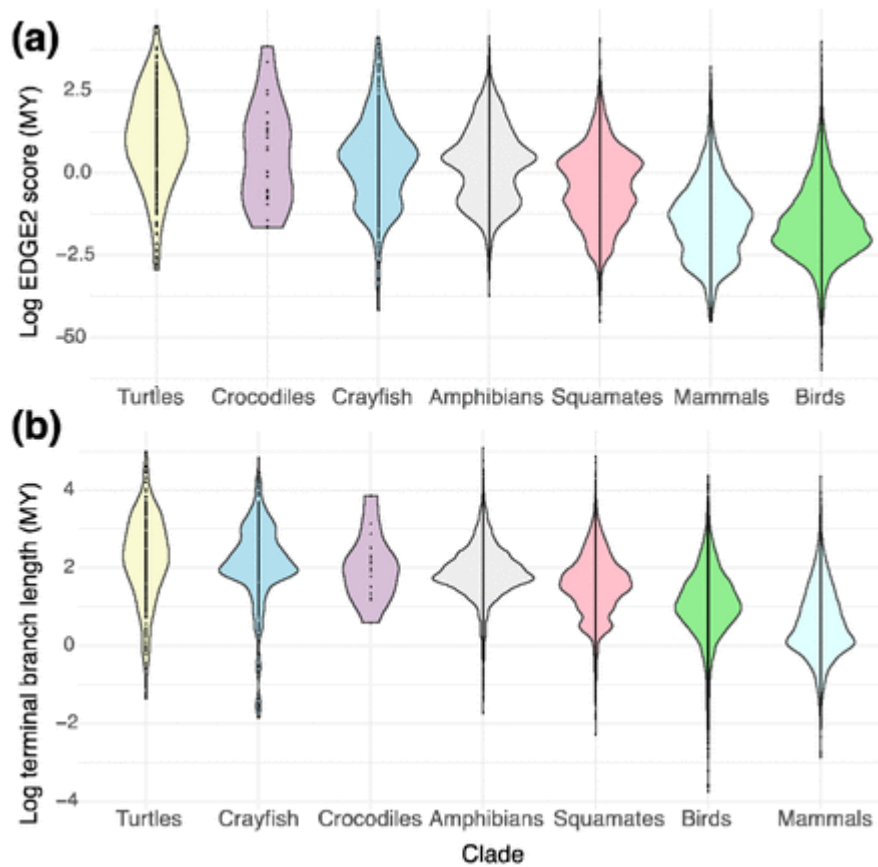 (a)
Log EDGE2 score (MY)
2.5
0.0
−2.5
−50
Turtles Crocodiles Crayfish Amphibians Squamates Mammals Birds
(b)
Log terminal branch length (MY)
4
2
0
−2
−4
Turtles Crayfish Crocodiles Amphibians Squamates Birds Mammals
Clade